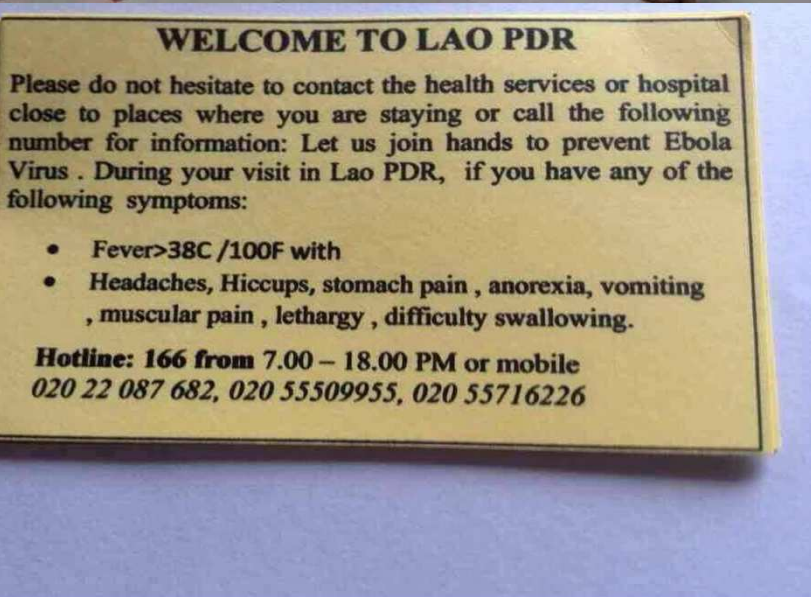 WELCOME TO LAO PDR
Please do not hesitate to contact the health services or hospital
close to places where you are staying or call the following
number for information: Let us join hands to prevent Ebola
Virus . During your visit in Lao PDR, if you have any of the
following symptoms:
• Fever>38C /100F with
• Headaches, Hiccups, stomach pain , anorexia, vomiting
, muscular pain , lethargy , difficulty swallowing.
Hotline: 166 from 7.00 – 18.00 PM or mobile
020 22 087 682, 020 55509955, 020 55716226